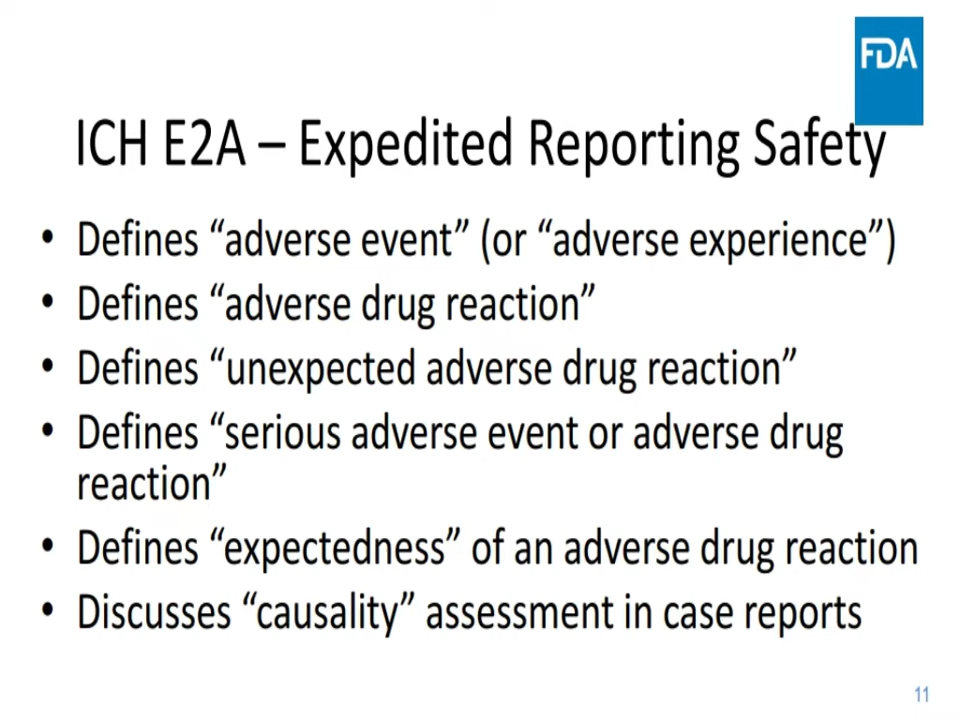 FDA
ICH E2A – Expedited Reporting Safety
• Defines “adverse event” (or “adverse experience”)
• Defines “adverse drug reaction”
• Defines “unexpected adverse drug reaction”
• Defines “serious adverse event or adverse drug
reaction”
• Defines “expectedness” of an adverse drug reaction
• Discusses “causality” assessment in case reports
11